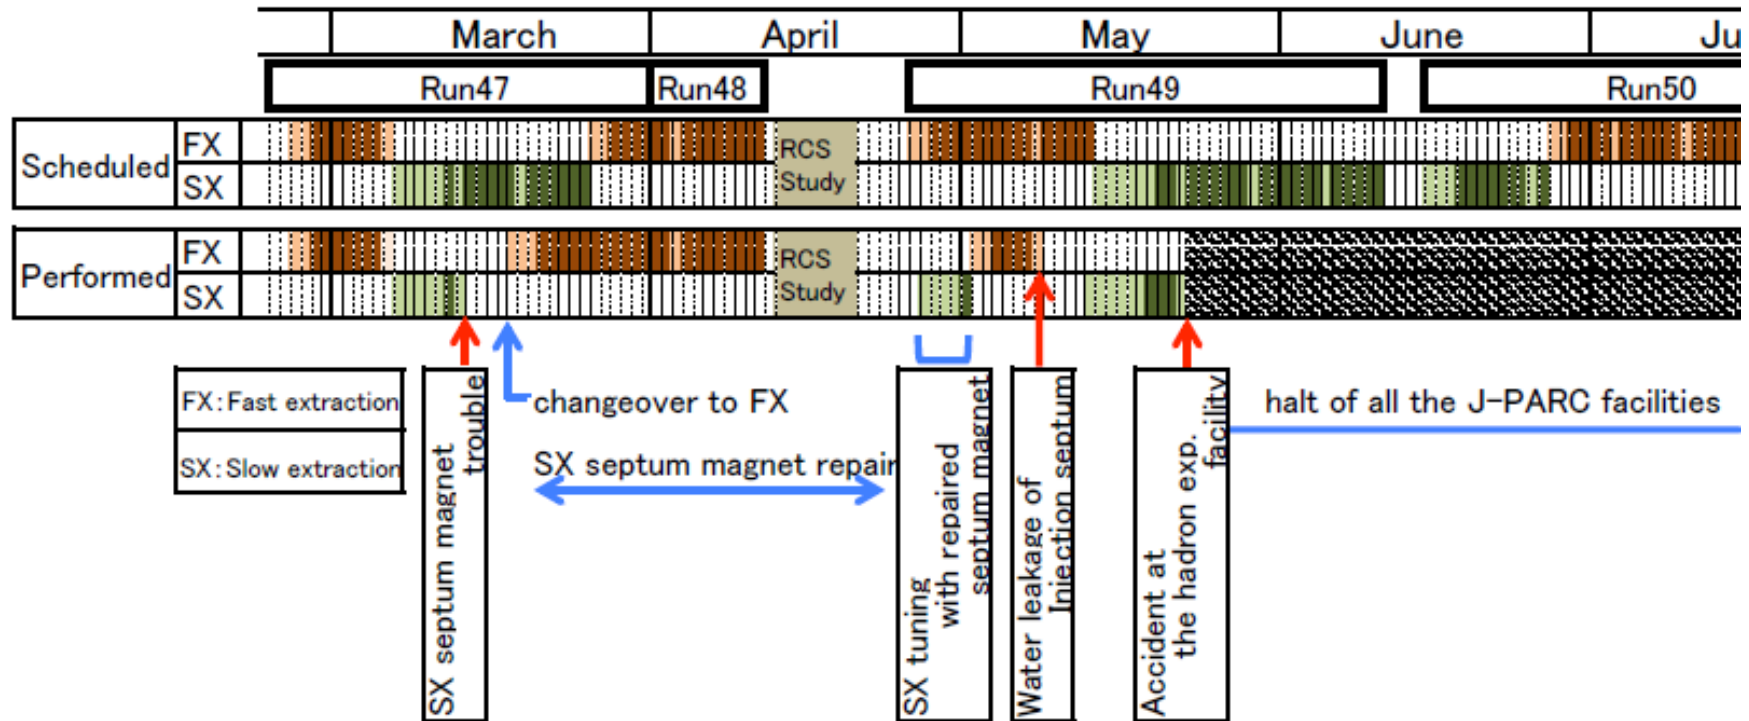 March April May June Ju
Run47 Run48 Run49 Run50
Scheduled
FX
SX
RCS
Study
Performed
FX
SX
RCS
Study
FX:Fast extraction
SX:Slow extraction
SX septum magnet
trouble
changeover to FX
SX septum magnet repair
SX tuning
with repaired
septum magnet
Water leakage of
Injection septum
Accident at
the hadron exp.
facility
halt of all the J-PARC facilities